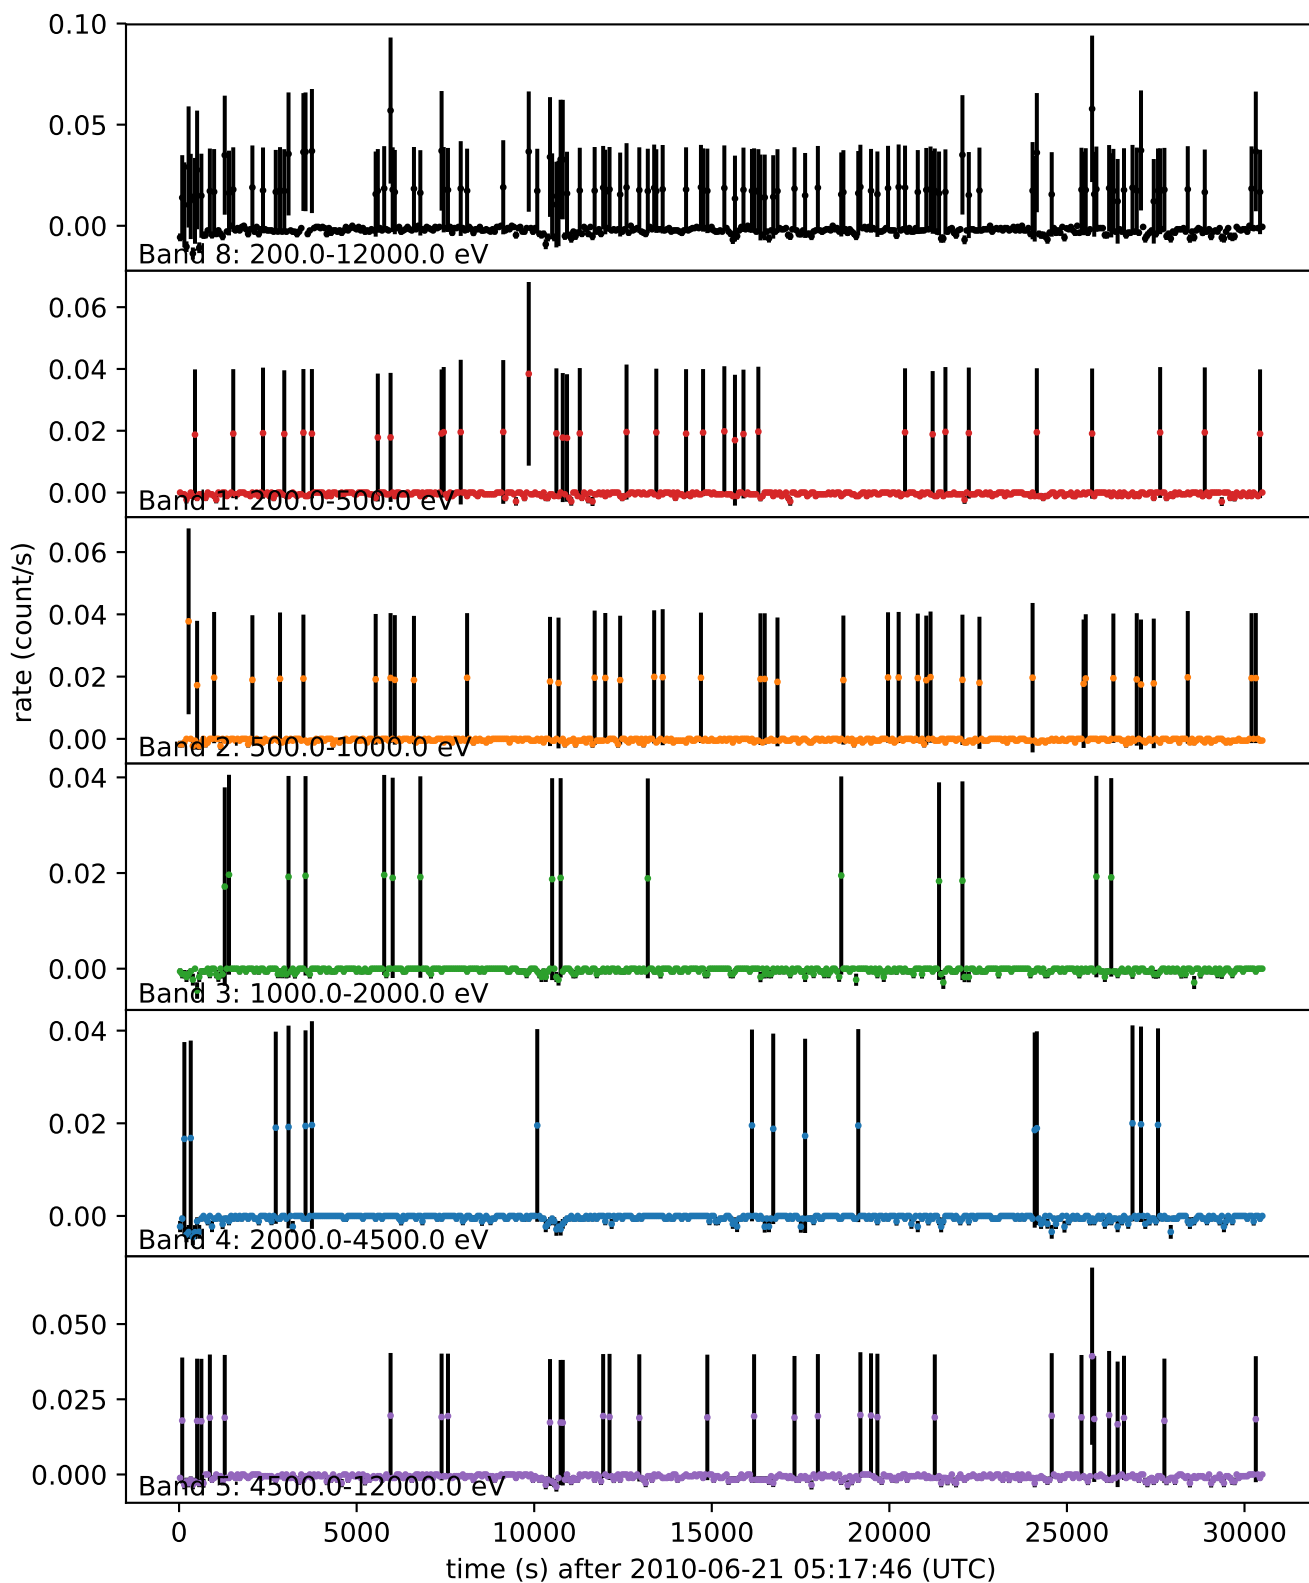 0.10
0.05
0.00
Band 8: 200.0-12000.0 eV
0.06
0.04
0.02
0.00
Band 1: 200.0-500.0 eV
0.06
0.04
0.02
0.00
Band 2: 500.0-1000.0 eV
rate (count/s)
0.04
0.02
0.00
Band 3: 1000.0-2000.0 eV
0.04
0.02
0.00
Band 4: 2000.0-4500.0 eV
0.050
0.025
0.000
Band 5: 4500.0-12000.0 eV
0 5000 10000 15000 20000 25000 30000
time (s) after 2010-06-21 05:17:46 (UTC)